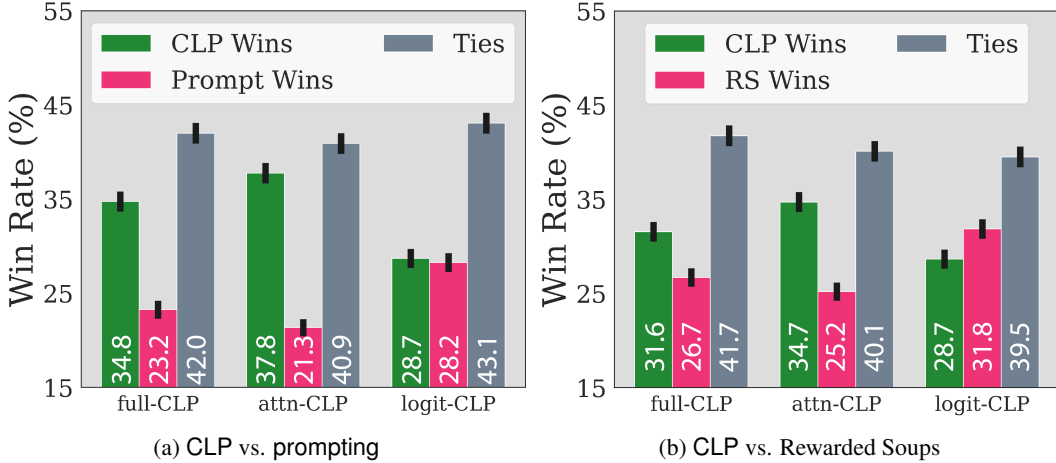 55
45
35
25
15
Win Rate (%)
CLP Wins
Prompt Wins
Ties
34.8
23.2
42.0
37.8
21.3
40.9
28.7
28.2
43.1
full-CLP
attn-CLP
logit-CLP
(a) CLP vs. prompting
55
45
35
25
15
Win Rate (%)
CLP Wins
RS Wins
Ties
31.6
26.7
41.7
34.7
25.2
40.1
28.7
31.8
39.5
full-CLP
attn-CLP
logit-CLP
(b) CLP vs. Rewarded Soups